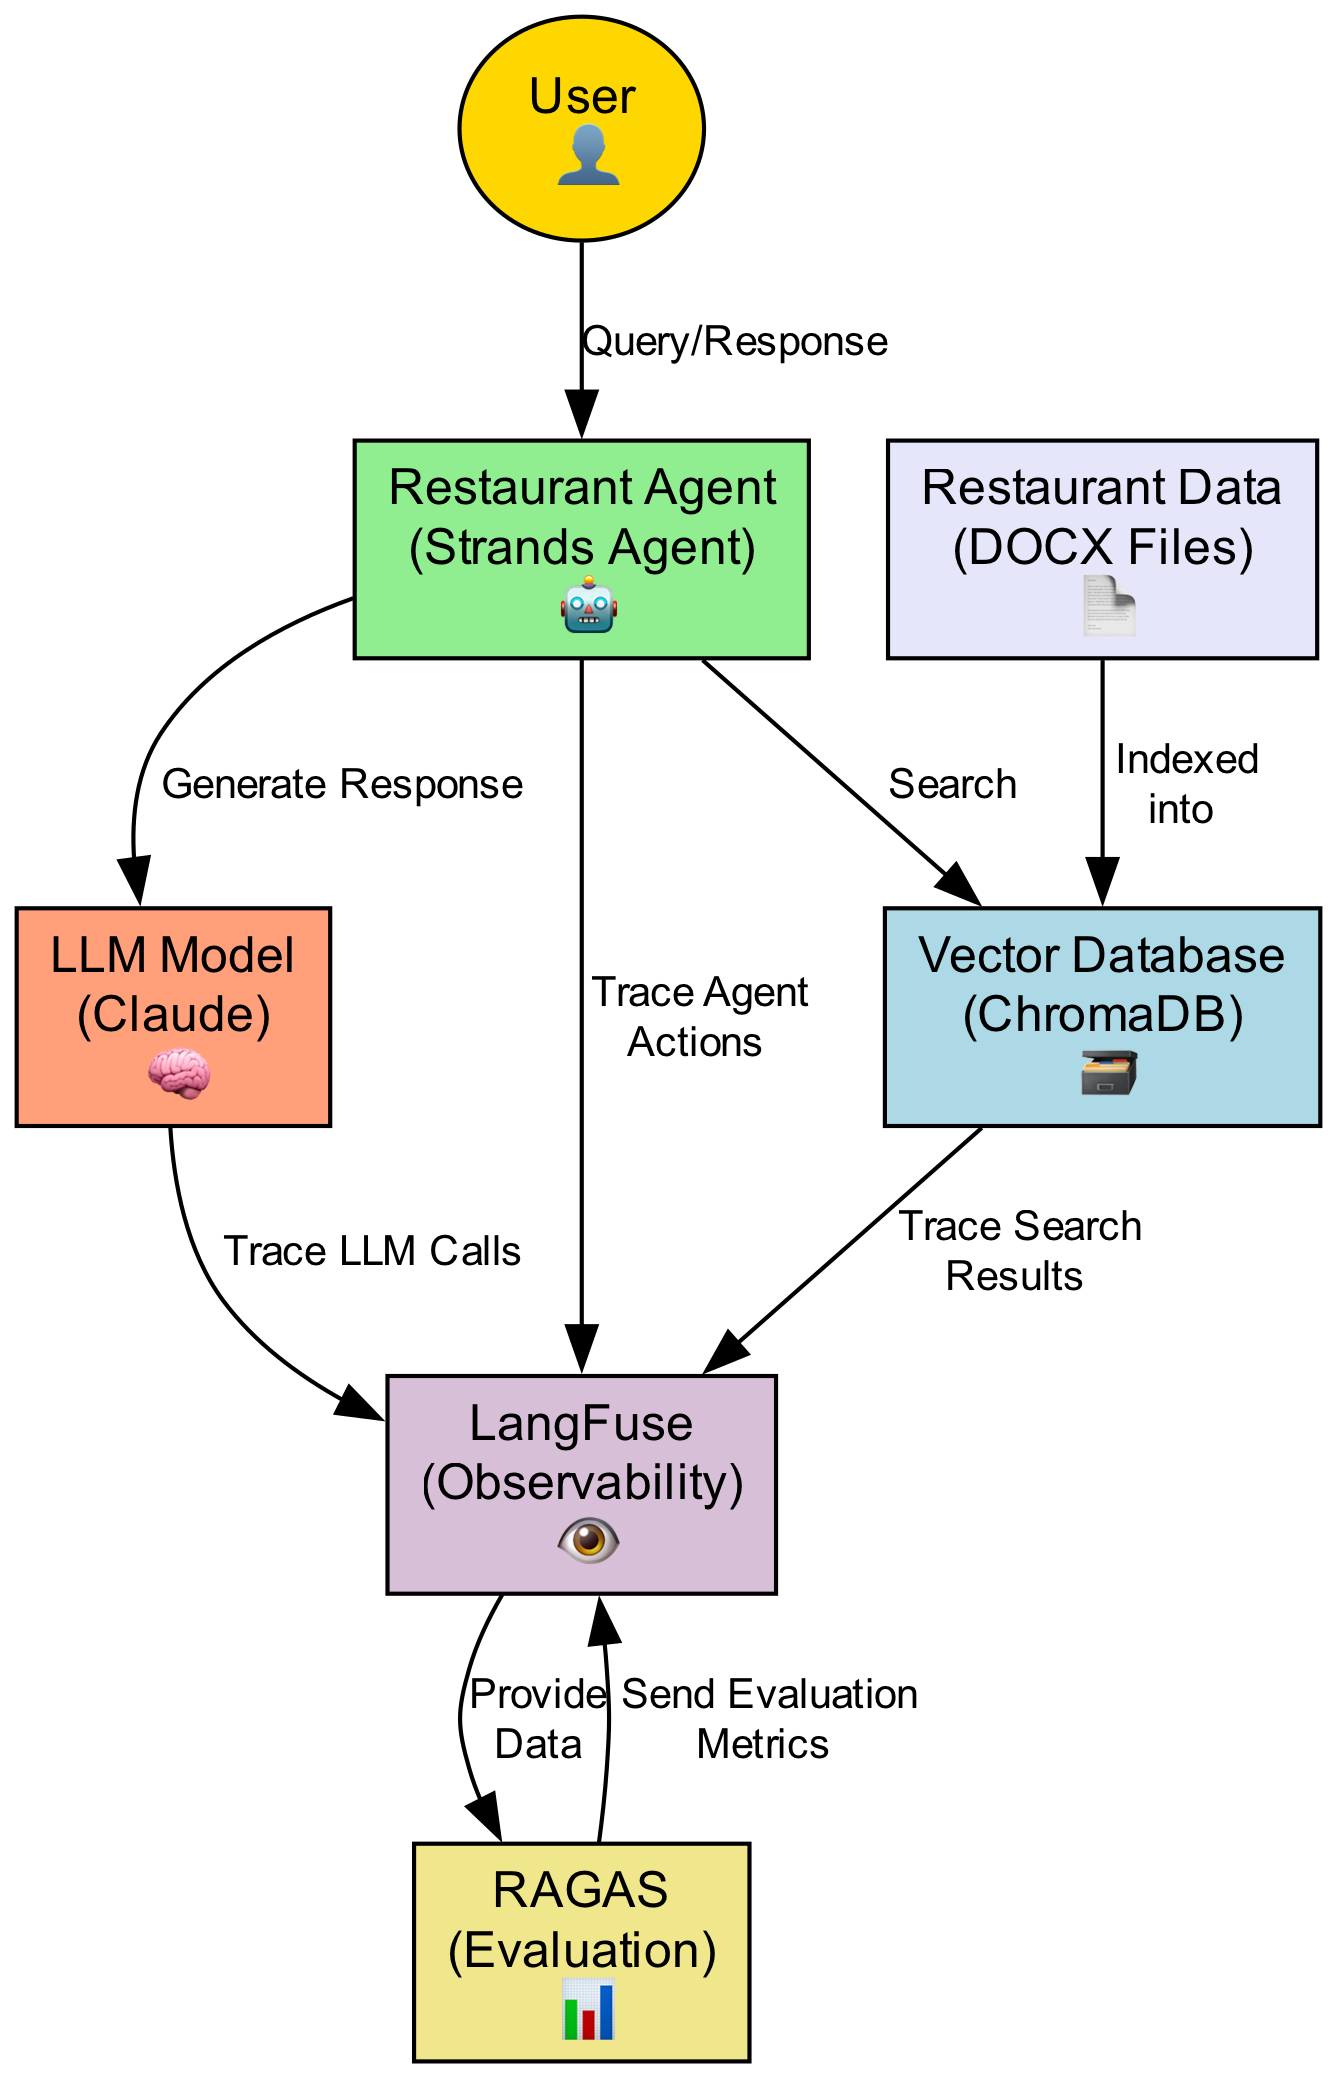 User
Query/Response
Restaurant Agent
(Strands Agent)
Restaurant Data
(DOCX Files)
Generate Response
Search
Indexed
into
LLM Model
(Claude)
Trace Agent
Actions
Vector Database
(ChromaDB)
Trace LLM Calls
Trace Search
Results
LangFuse
(Observability)
Provide
Data
Send Evaluation
Metrics
RAGAS
(Evaluation)